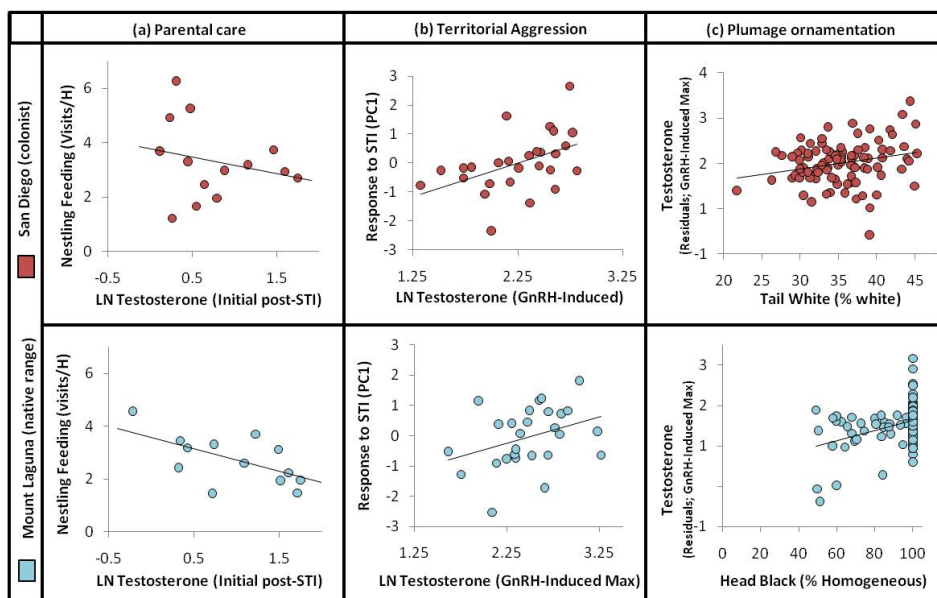 (a) Parental care
(b) Territorial Aggression
(c) Plumage ornamentation
San Diego (colonist)
Nestling Feeding (Visits/H)
6
4
2
0
-0.5
0.5
1.5
LN Testosterone (Initial post-STI)
Response to STI (PC1)
3
2
1
0
-1
-2
-3
1.25
2.25
3.25
LN Testosterone (GnRH-Induced)
Testosterone
(Residuals; GnRH-Induced Max)
4
3
2
1
-1
20
25
30
35
40
45
Tail White (% white)
Mount Laguna (native range)
Nestling Feeding (visits/H)
6
4
2
0
-0.5
0.5
1.5
LN Testosterone (Initial post-STI)
Response to STI (PC1)
3
2
1
0
-1
-2
-3
1.25
2.25
3.25
LN Testosterone (GnRH-Induced Max)
Testosterone
(Residuals; GnRH-Induced Max)
3
2
1
-1
0
20
40
60
80
100
Head Black (% Homogeneous)